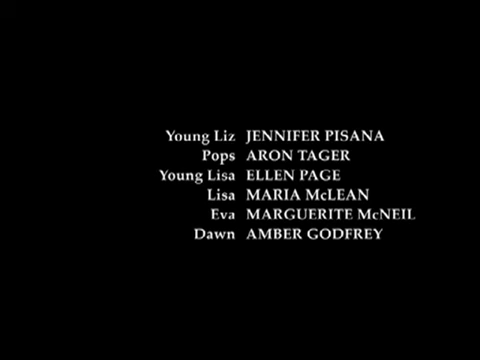 Young Liz JENNIFER PISANA
Pops ARON TAGER
Young Lisa ELLEN PAGE
Lisa MARIA McLEAN
Eva MARGUERITE McNEIL
Dawn AMBER GODFREY